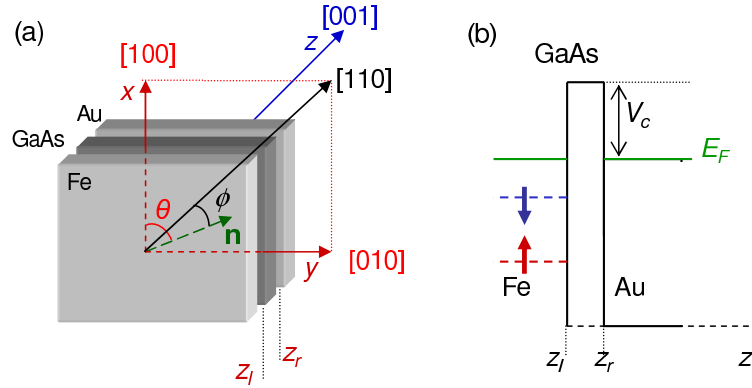 (a)
[001]
z
[100]
x
[110]
Au
GaAs
Fe
ϕ
θ
n
y
[010]
z_l
z_r
(b)
GaAs
V_c
E_F
Fe
Au
z_l
z_r
z